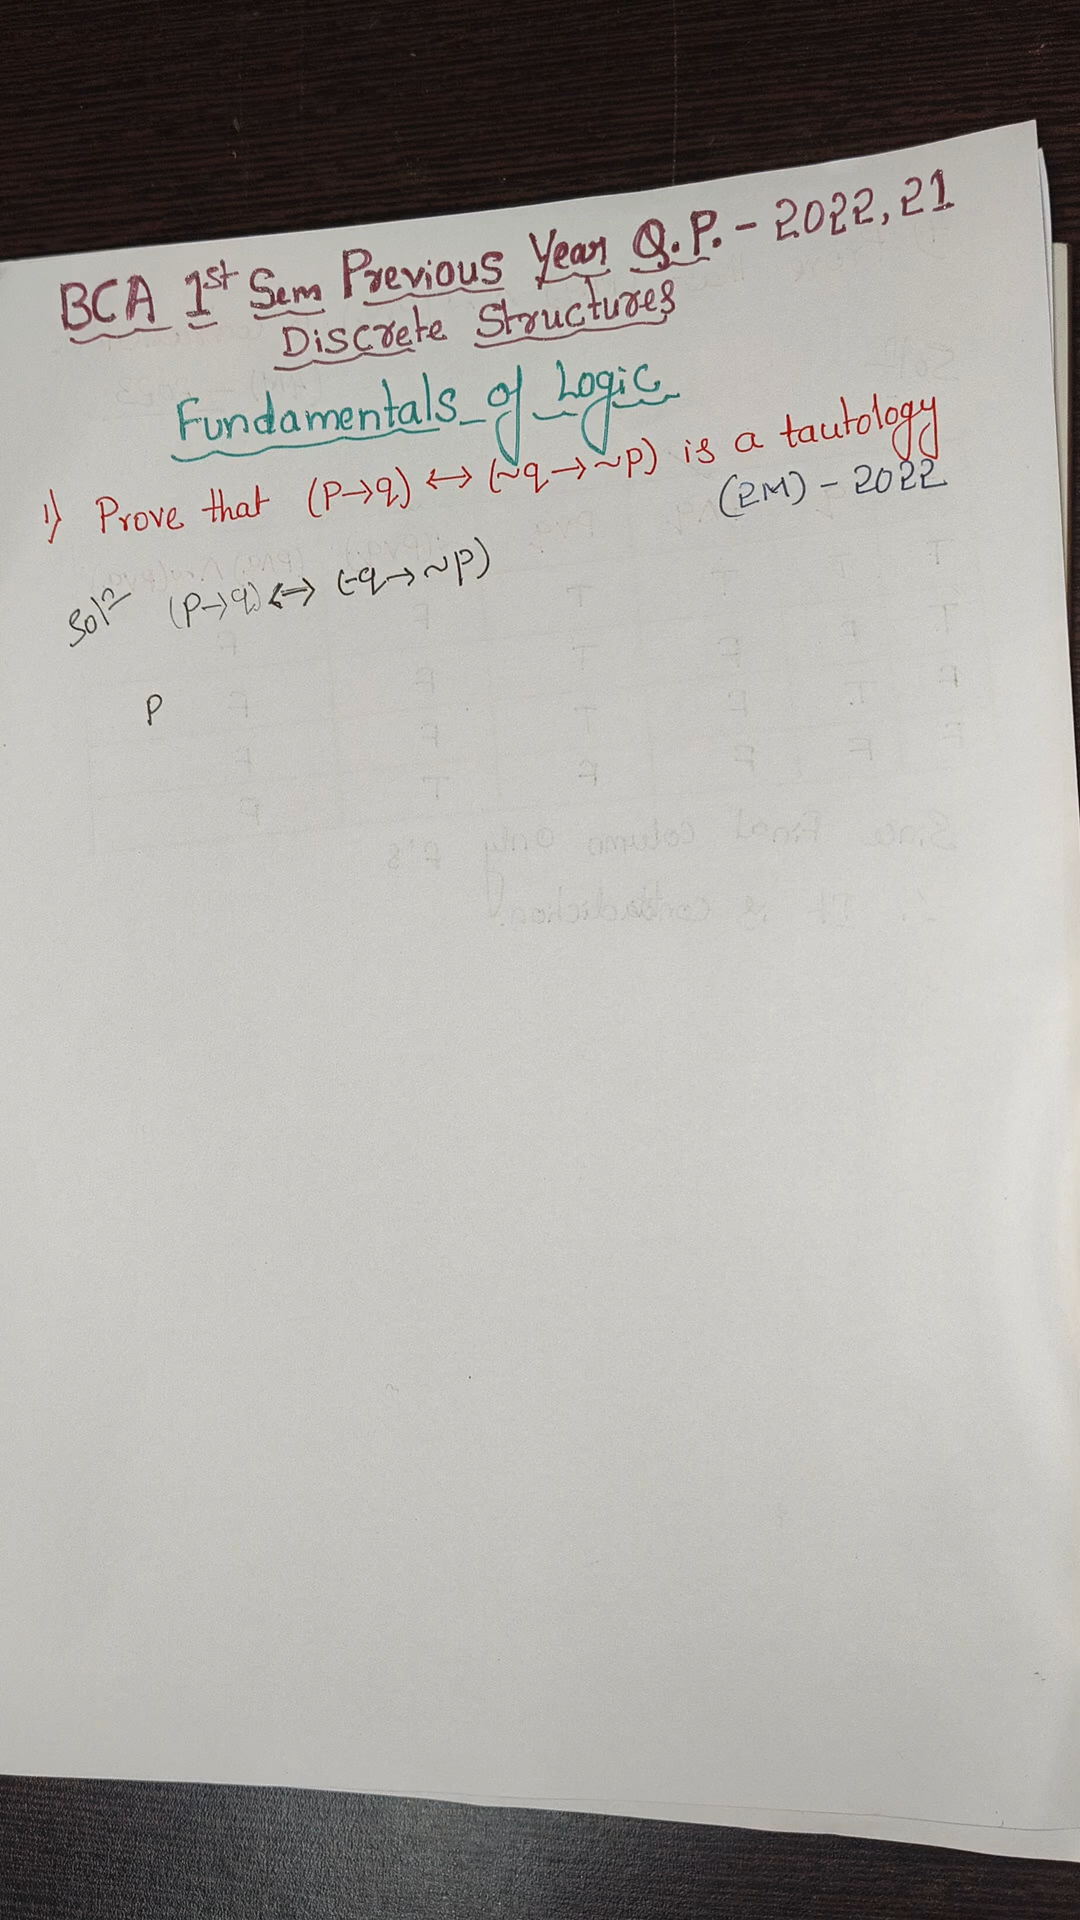 BCA 1st Sem Previous Year Q.P. - 2022, 21
Discrete Structures
Fundamentals of Logic
1) Prove that (P→q) ↔ (~q→~p) is a tautology
(2M) - 2022
Soln (P→q) ↔ (~q→~p)
P